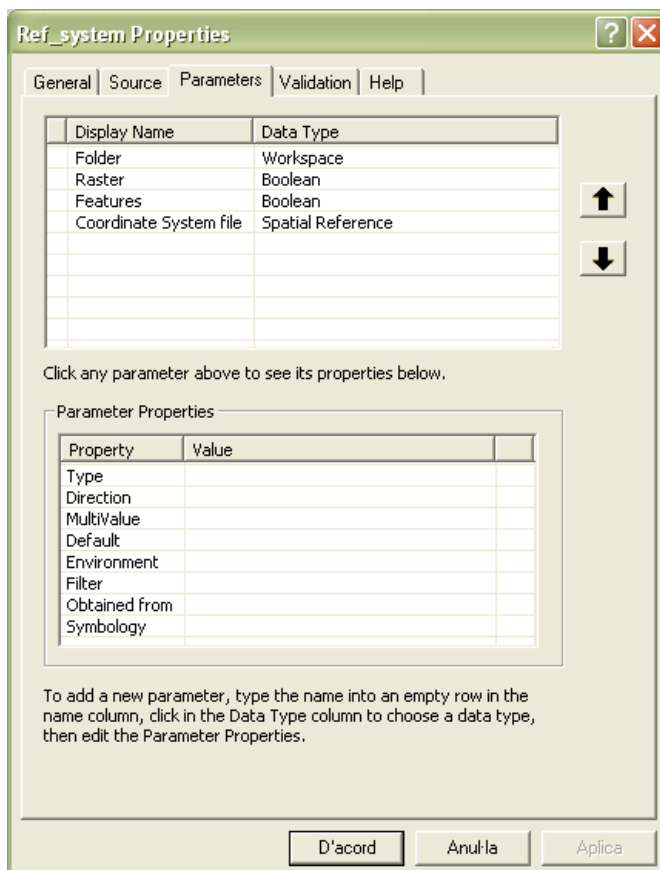 Ref_system Properties
General Source Parameters Validation Help
Display Name Data Type
Folder Workspace
Raster Boolean
Features Boolean
Coordinate System file Spatial Reference
Click any parameter above to see its properties below.
Parameter Properties
Property Value
Type
Direction
MultiValue
Default
Environment
Filter
Obtained from
Symbology
To add a new parameter, type the name into an empty row in the
name column, click in the Data Type column to choose a data type,
then edit the Parameter Properties.
D'acord Anul·la Aplica